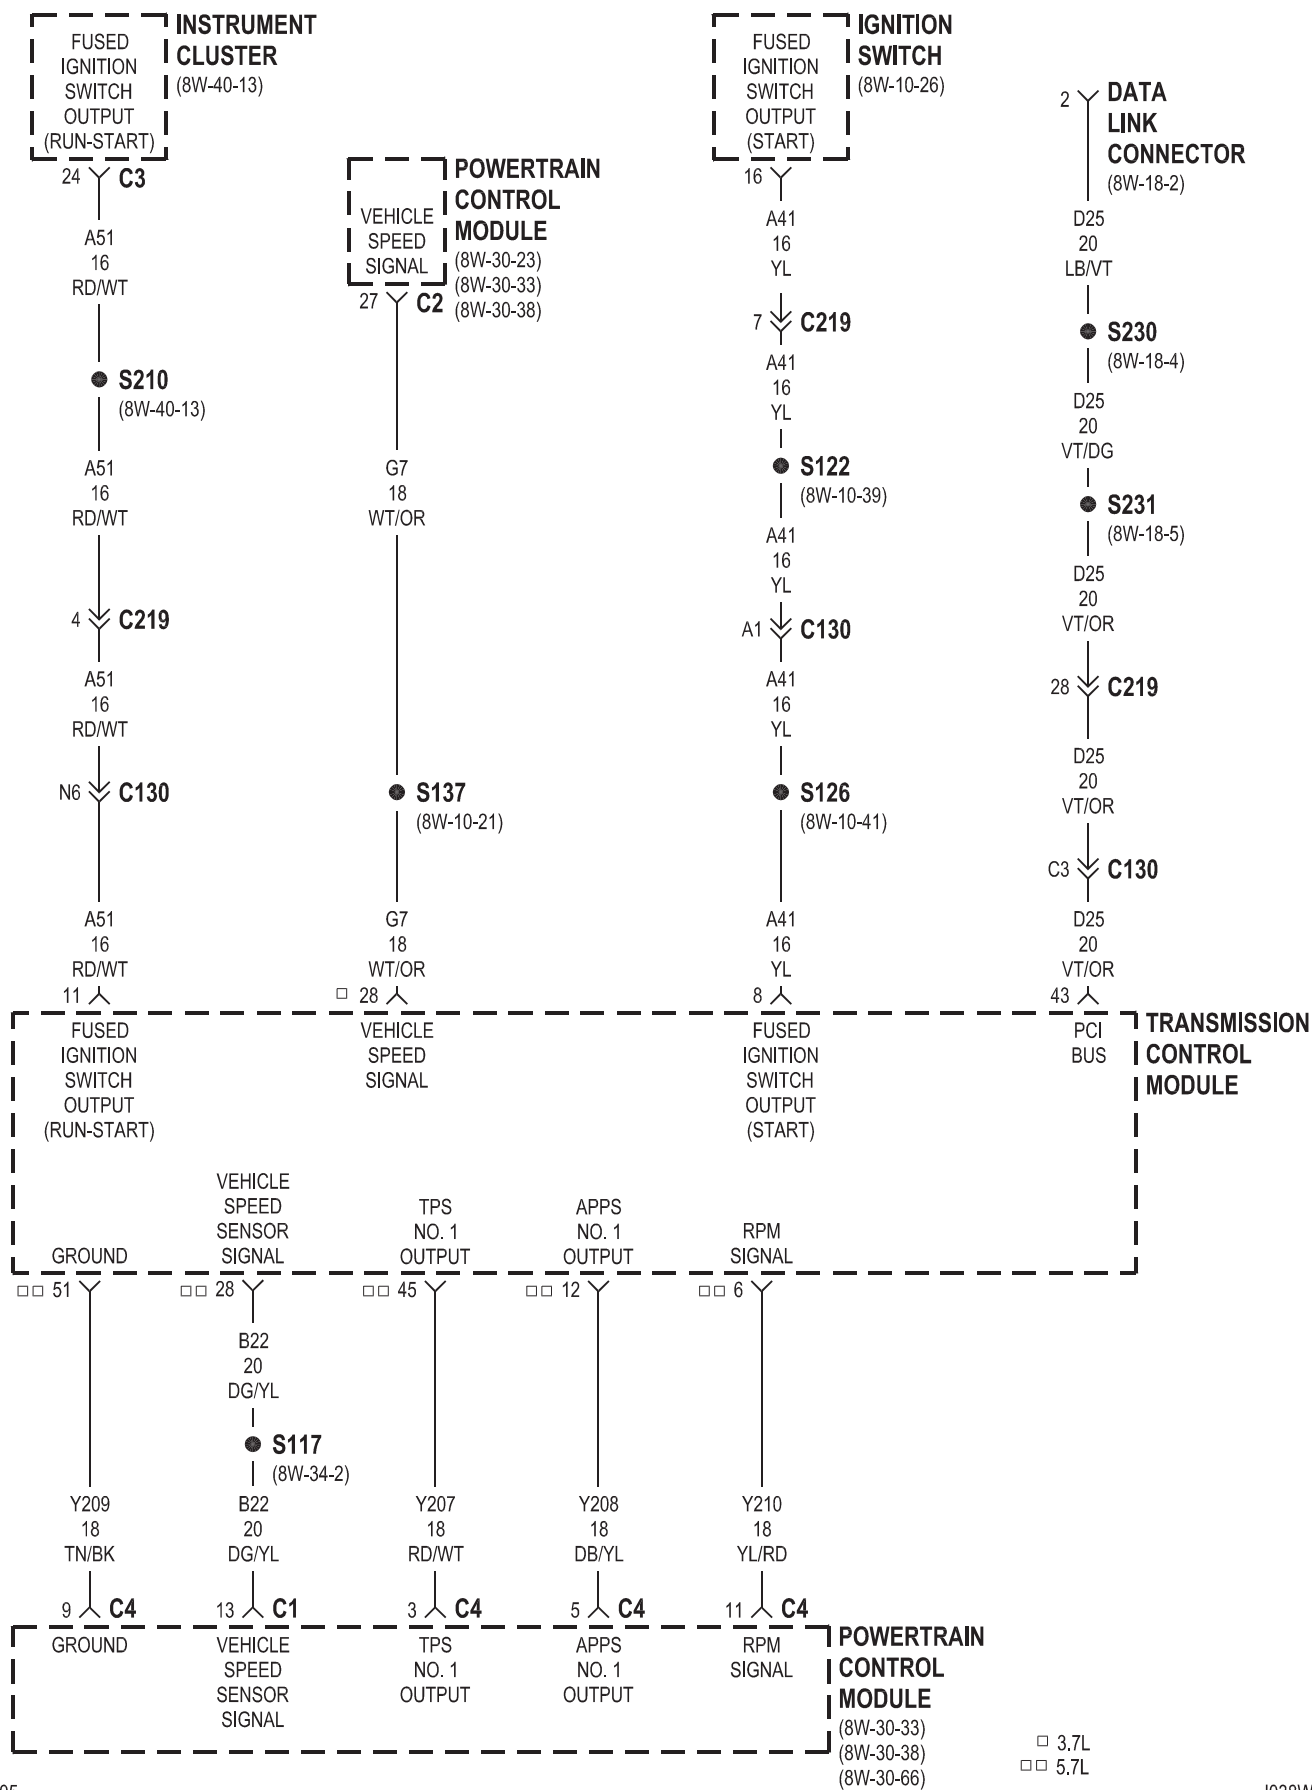 FUSED
IGNITION
SWITCH
OUTPUT
(RUN-START)
INSTRUMENT
CLUSTER
(8W-40-13)
24 C3
A51
16
RD/WT
S210
(8W-40-13)
A51
16
RD/WT
4 C219
A51
16
RD/WT
N6 C130
A51
16
RD/WT
11
VEHICLE
SPEED
SIGNAL
POWERTRAIN
CONTROL
MODULE
(8W-30-23)
(8W-30-33)
(8W-30-38)
27 C2
G7
18
WT/OR
S137
(8W-10-21)
G7
18
WT/OR
□ 28
FUSED
IGNITION
SWITCH
OUTPUT
(START)
IGNITION
SWITCH
(8W-10-26)
16
A41
16
YL
7 C219
A41
16
YL
S122
(8W-10-39)
A41
16
YL
A1 C130
A41
16
YL
S126
(8W-10-41)
A41
16
YL
8
2 DATA
LINK
CONNECTOR
(8W-18-2)
D25
20
LB/VT
S230
(8W-18-4)
D25
20
VT/DG
S231
(8W-18-5)
D25
20
VT/OR
28 C219
D25
20
VT/OR
C3 C130
D25
20
VT/OR
43
FUSED
IGNITION
SWITCH
OUTPUT
(RUN-START)
VEHICLE
SPEED
SIGNAL
FUSED
IGNITION
SWITCH
OUTPUT
(START)
PCI
BUS
TRANSMISSION
CONTROL
MODULE
GROUND
VEHICLE
SPEED
SENSOR
SIGNAL
TPS
NO. 1
OUTPUT
APPS
NO. 1
OUTPUT
RPM
SIGNAL
□□ 51
□□ 28
□□ 45
□□ 12
□□ 6
B22
20
DG/YL
S117
(8W-34-2)
Y209
18
TN/BK
B22
20
DG/YL
Y207
18
RD/WT
Y208
18
DB/YL
Y210
18
YL/RD
9 C4
13 C1
3 C4
5 C4
11 C4
GROUND
VEHICLE
SPEED
SENSOR
SIGNAL
TPS
NO. 1
OUTPUT
APPS
NO. 1
OUTPUT
RPM
SIGNAL
POWERTRAIN
CONTROL
MODULE
(8W-30-33)
(8W-30-38)
(8W-30-66)
□ 3.7L
□□ 5.7L